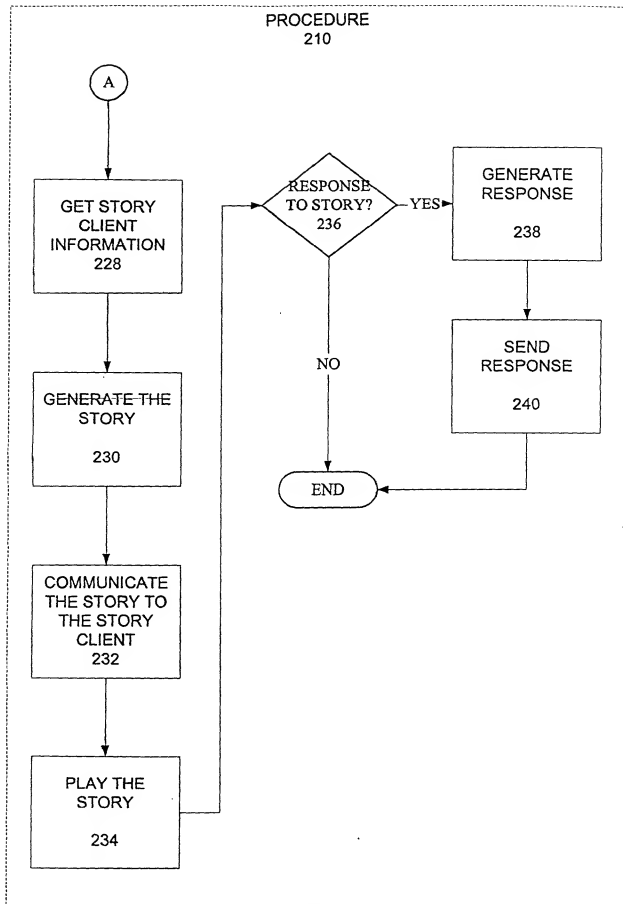 PROCEDURE
210
A
GET STORY
CLIENT
INFORMATION
228
GENERATE THE
STORY
230
COMMUNICATE
THE STORY TO
THE STORY
CLIENT
232
PLAY THE
STORY
234
RESPONSE
TO STORY?
236
YES
NO
GENERATE
RESPONSE
238
SEND
RESPONSE
240
END